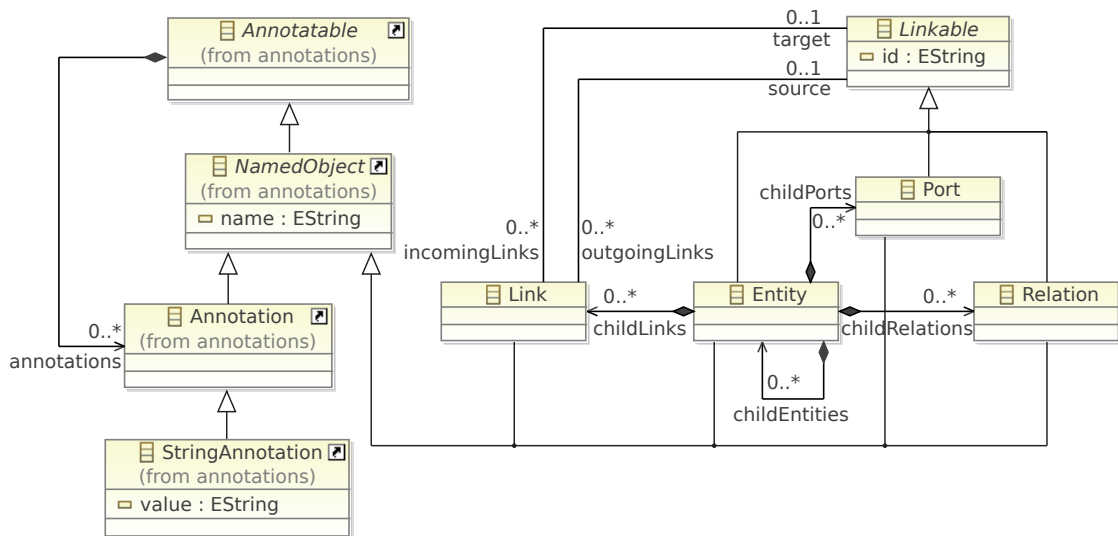 Annotatable
(from annotations)
0..1
target
0..1
source
Linkable
id : EString
NamedObject
(from annotations)
name : EString
childPorts
0..*
Port
0..*
incomingLinks
0..*
outgoingLinks
Annotation
(from annotations)
0..*
annotations
Link
0..*
childLinks
Entity
0..*
childRelations
Relation
0..*
childEntities
StringAnnotation
(from annotations)
value : EString